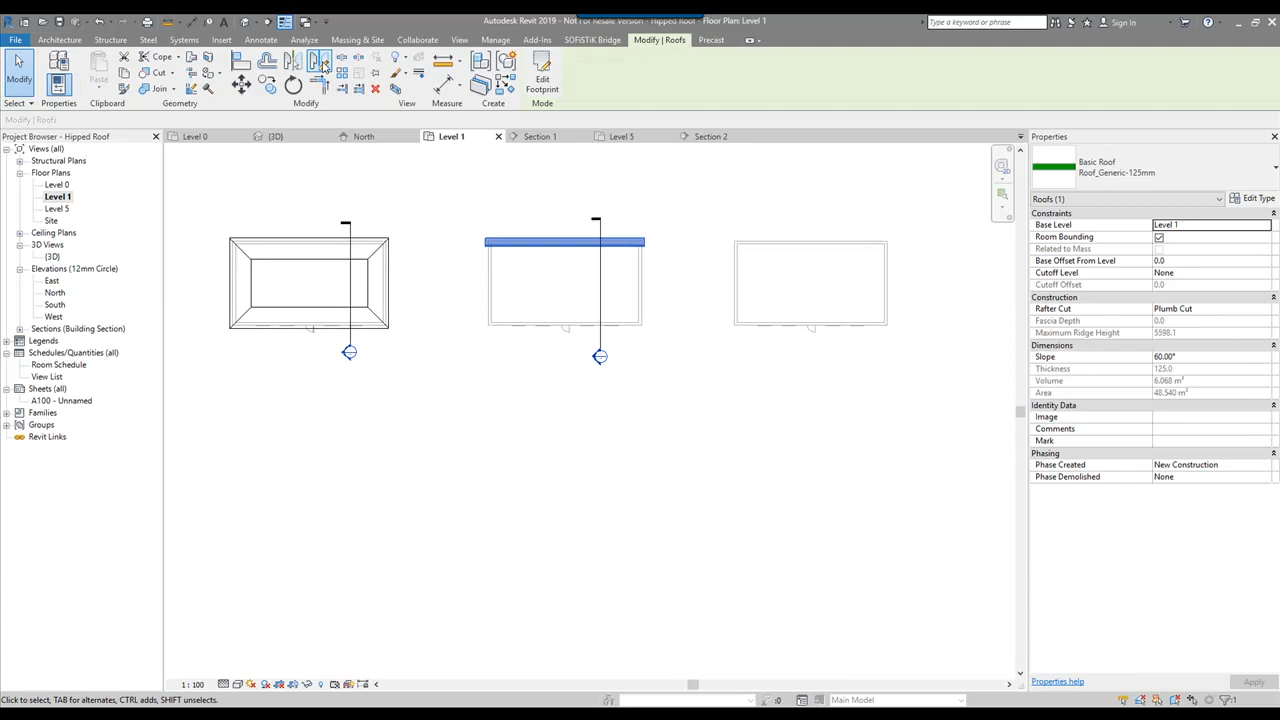 Autodesk Revit 2019 - Not For Resale Version - Hipped Roof - Floor Plan: Level 1
Type a keyword or phrase
Sign In
File Architecture Structure Steel Systems Insert Annotate Analyze Massing & Site Collaborate View Manage Add-Ins SOFiSTiK Bridge Modify | Roofs Precast
Modify
Paste
Cope
Cut
Join
Edit
Footprint
Select Properties Clipboard Geometry Modify View Measure Create Mode
Modify | Roofs
Project Browser - Hipped Roof
Level 0 {3D} North Level 1 Section 1 Level 5 Section 2
Views (all)
Structural Plans
Floor Plans
Level 0
Level 1
Level 5
Site
Ceiling Plans
3D Views
{3D}
Elevations (12mm Circle)
East
North
South
West
Sections (Building Section)
Legends
Schedules/Quantities (all)
Room Schedule
View List
Sheets (all)
A100 - Unnamed
Families
Groups
Revit Links
Properties
Basic Roof
Roof_Generic-125mm
Roofs (1) Edit Type
Constraints
Base Level Level 1
Room Bounding
Related to Mass
Base Offset From Level 0.0
Cutoff Level None
Cutoff Offset 0.0
Construction
Rafter Cut Plumb Cut
Fascia Depth 0.0
Maximum Ridge Height 5598.1
Dimensions
Slope 60.00°
Thickness 125.0
Volume 6.068 m³
Area 48.540 m²
Identity Data
Image
Comments
Mark
Phasing
Phase Created New Construction
Phase Demolished None
Properties help Apply
1 : 100
Click to select, TAB for alternates, CTRL adds, SHIFT unselects.
:0
Main Model
:1